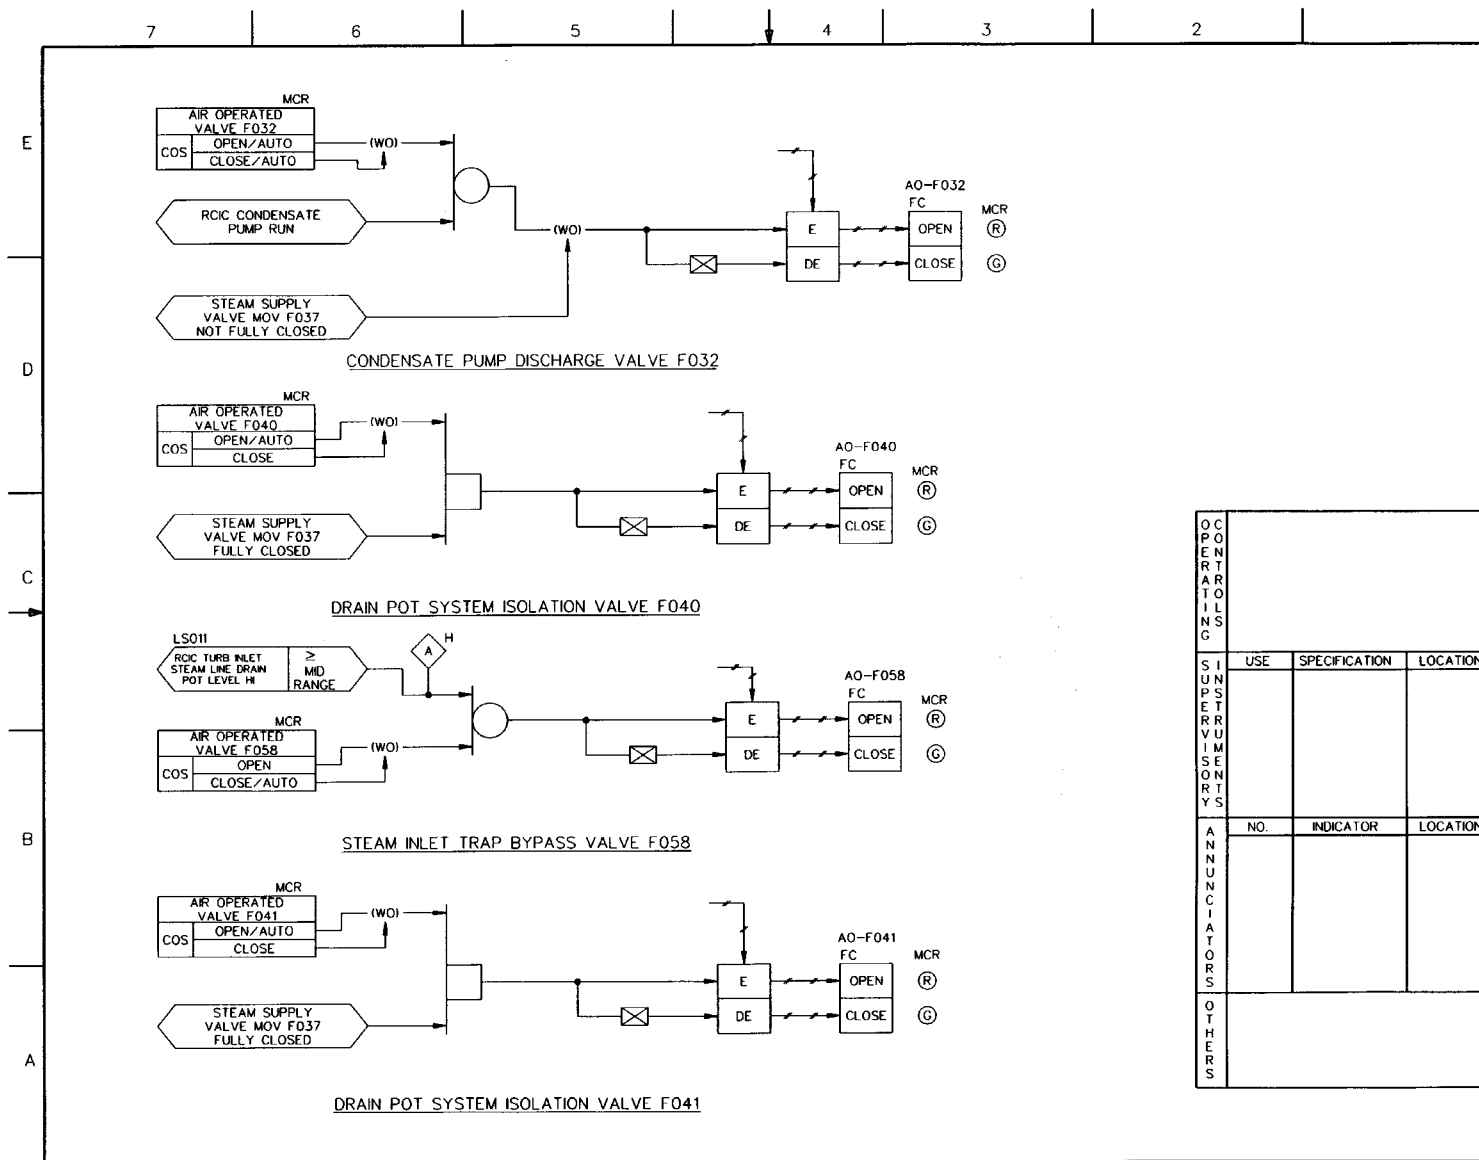 7 6 5 4 3 2
E
D
C
B
A
MCR
AIR OPERATED
VALVE F032
COS
OPEN/AUTO
CLOSE/AUTO
(WO)
RCIC CONDENSATE
PUMP RUN
(WO)
STEAM SUPPLY
VALVE MOV F037
NOT FULLY CLOSED
E
DE
AO-F032
FC
OPEN
CLOSE
MCR
R
G
CONDENSATE PUMP DISCHARGE VALVE F032
MCR
AIR OPERATED
VALVE F040
COS
OPEN/AUTO
CLOSE
(WO)
STEAM SUPPLY
VALVE MOV F037
FULLY CLOSED
E
DE
AO-F040
FC
OPEN
CLOSE
MCR
R
G
DRAIN POT SYSTEM ISOLATION VALVE F040
LS011
RCIC TURB INLET
STEAM LINE DRAIN
POT LEVEL HI
≥
MID
RANGE
A
H
MCR
AIR OPERATED
VALVE F058
COS
OPEN
CLOSE/AUTO
(WO)
E
DE
AO-F058
FC
OPEN
CLOSE
MCR
R
G
STEAM INLET TRAP BYPASS VALVE F058
MCR
AIR OPERATED
VALVE F041
COS
OPEN/AUTO
CLOSE
(WO)
STEAM SUPPLY
VALVE MOV F037
FULLY CLOSED
E
DE
AO-F041
FC
OPEN
CLOSE
MCR
R
G
DRAIN POT SYSTEM ISOLATION VALVE F041
OPERATING
CONTROLS
SUPERVISORY
INSTRUMENTS
USE SPECIFICATION LOCATION
ANNUNCIATORS
NO. INDICATOR LOCATION
OTHERS